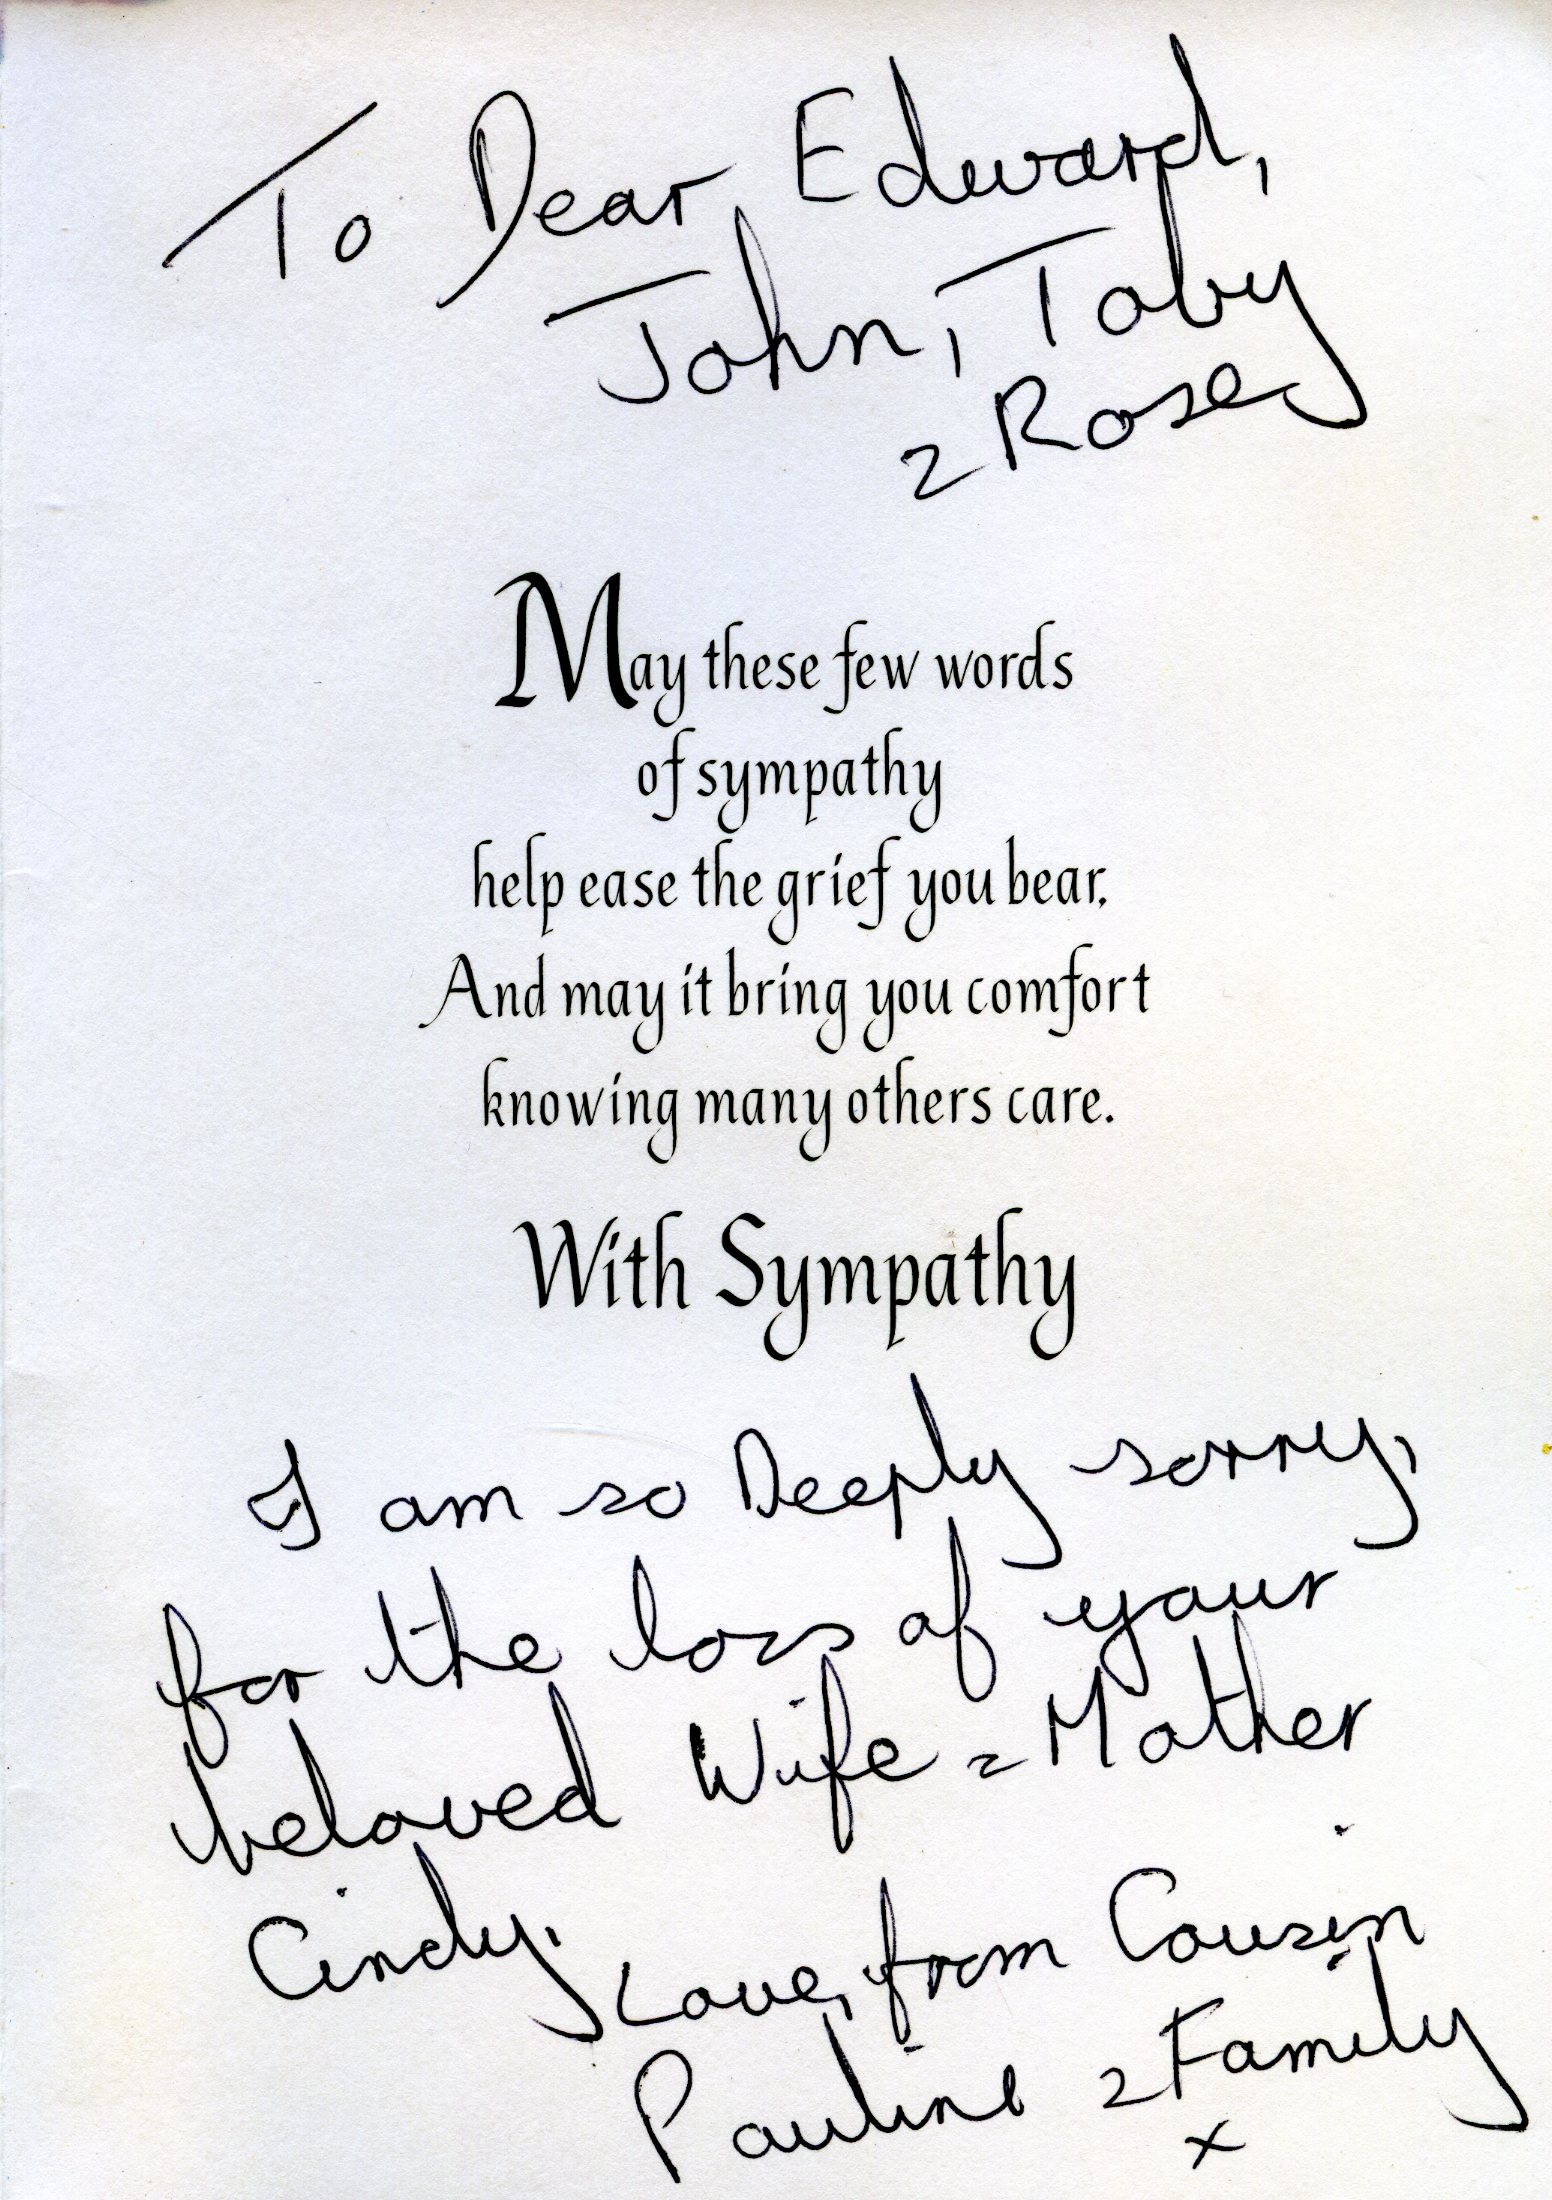 To Dear Edward,
John, Toby
& Rose
May these few words
of sympathy
help ease the grief you bear,
And may it bring you comfort
knowing many others care.
With Sympathy
I am so Deeply sorry,
for the loss of your
beloved Wife & Mother
Cindy,
Love, from Cousin
Pauline & Family
x